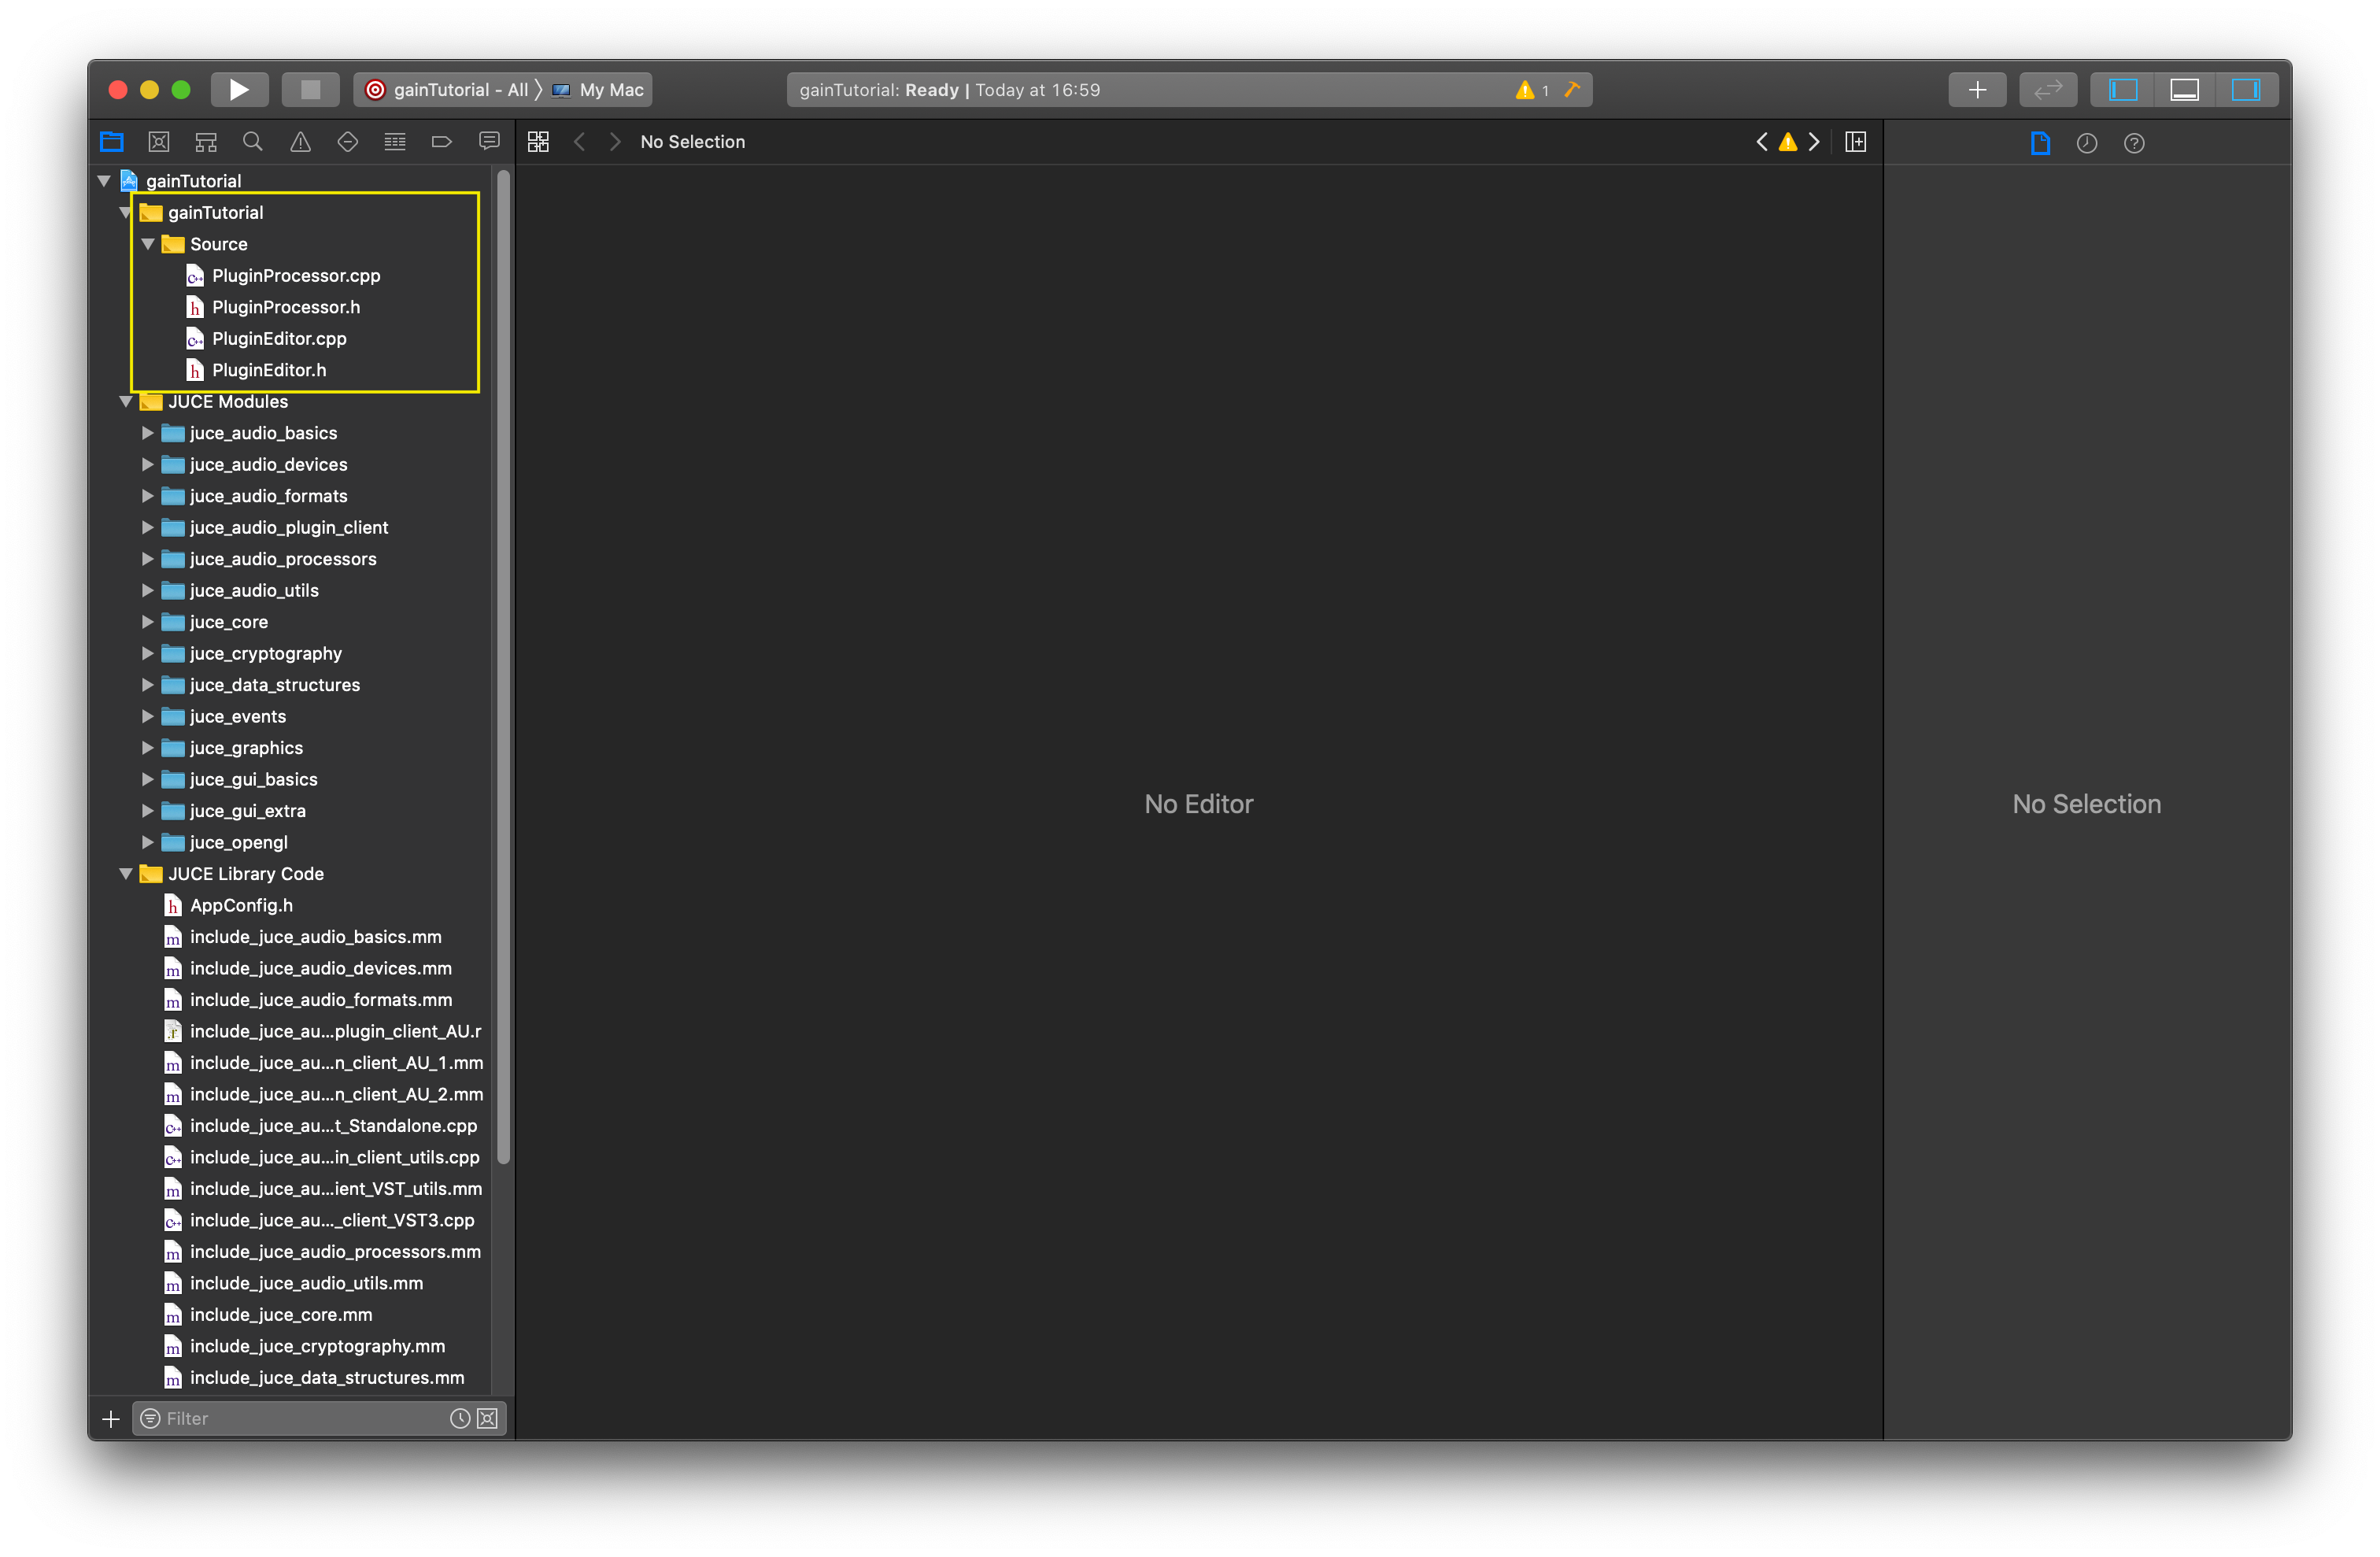 gainTutorial - All 〉 My Mac
gainTutorial: Ready | Today at 16:59
1
No Selection
gainTutorial
gainTutorial
Source
PluginProcessor.cpp
PluginProcessor.h
PluginEditor.cpp
PluginEditor.h
JUCE Modules
juce_audio_basics
juce_audio_devices
juce_audio_formats
juce_audio_plugin_client
juce_audio_processors
juce_audio_utils
juce_core
juce_cryptography
juce_data_structures
juce_events
juce_graphics
juce_gui_basics
juce_gui_extra
juce_opengl
JUCE Library Code
AppConfig.h
include_juce_audio_basics.mm
include_juce_audio_devices.mm
include_juce_audio_formats.mm
include_juce_au...plugin_client_AU.r
include_juce_au...n_client_AU_1.mm
include_juce_au...n_client_AU_2.mm
include_juce_au...t_Standalone.cpp
include_juce_au...in_client_utils.cpp
include_juce_au...ient_VST_utils.mm
include_juce_au..._client_VST3.cpp
include_juce_audio_processors.mm
include_juce_audio_utils.mm
include_juce_core.mm
include_juce_cryptography.mm
include_juce_data_structures.mm
Filter
No Editor
No Selection